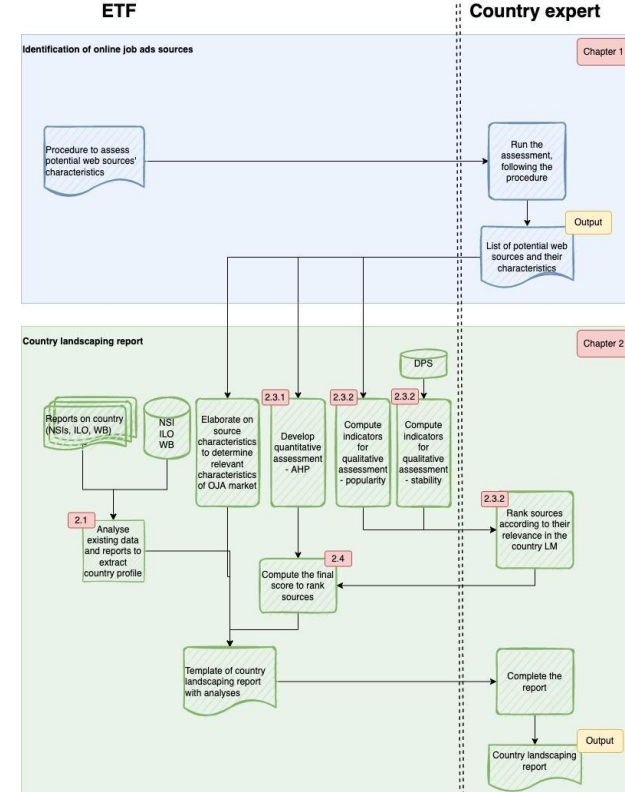 ETF
Country expert
Identification of online job ads sources
Chapter 1
Procedure to assess
potential web sources'
characteristics
Run the
assessment,
following the
procedure
Output
List of potential web
sources and their
characteristics
Country landscaping report
Chapter 2
DPS
Reports on country
(NSIs, ILO, WB)
NSI
ILO
WB
Elaborate on
source
characteristics
to determine
relevant
characteristics
of OJA market
2.3.1
Develop
quantitative
assessment
- AHP
2.3.2
Compute
indicators
for
qualitative
assessment
- popularity
2.3.2
Compute
indicators
for
qualitative
assessment
- stability
2.3.2
Rank sources
according to their
relevance in the
country LM
2.1
Analyse
existing data
and reports to
extract
country profile
2.4
Compute the final
score to rank
sources
Template of country
landscaping report
with analyses
Complete the
report
Output
Country landscaping
report